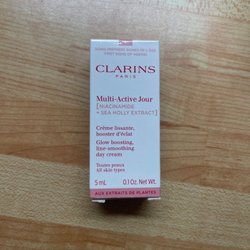 CLARINS
PARIS
Multi-Active Jour
[NIACINAMIDE
+ SEA HOLLY EXTRACT]
Crème lissante,
booster d'éclat
Glow boosting,
line-smoothing
day cream
Toutes peaux
All skin types
5 mL 0.1 Oz. Net Wt.
AUX EXTRAITS DE PLANTES